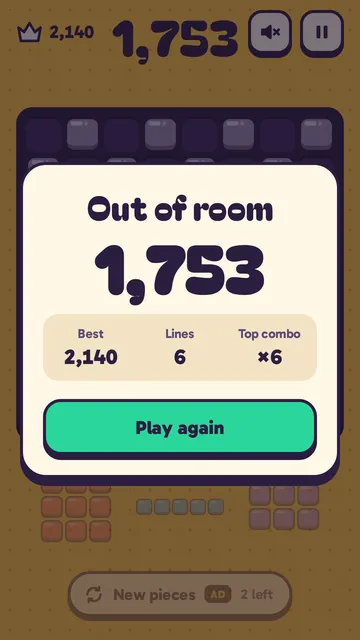 2,140 1,753
Out of room
1,753
Best Lines Top combo
2,140 6 ×6
Play again
New pieces AD 2 left